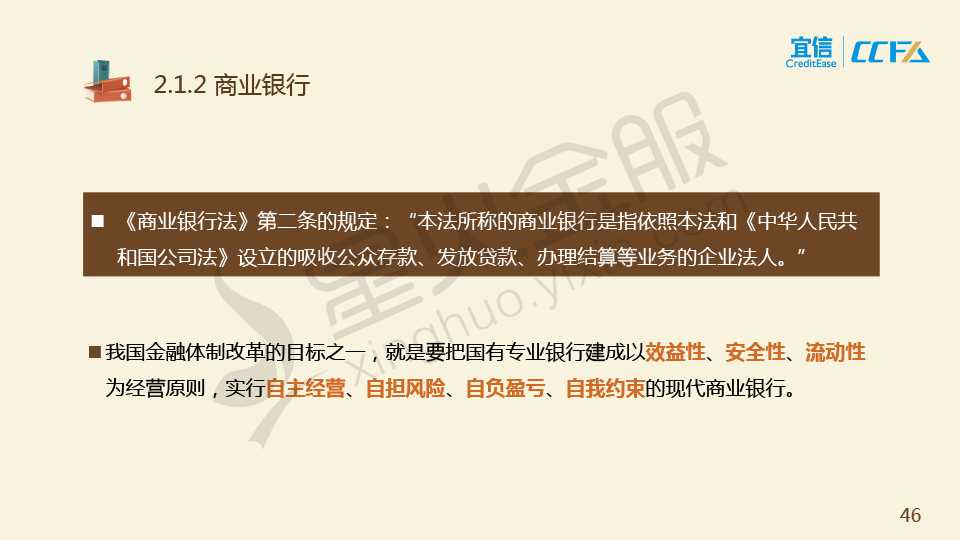 宜信
CreditEase
CCFA
2.1.2 商业银行
■ 《商业银行法》第二条的规定：“本法所称的商业银行是指依照本法和《中华人民共
和国公司法》设立的吸收公众存款、发放贷款、办理结算等业务的企业法人。”
■ 我国金融体制改革的目标之一，就是要把国有专业银行建成以效益性、安全性、流动性
为经营原则，实行自主经营、自担风险、自负盈亏、自我约束的现代商业银行。
星火金服
xinghuo.yixin.com
46